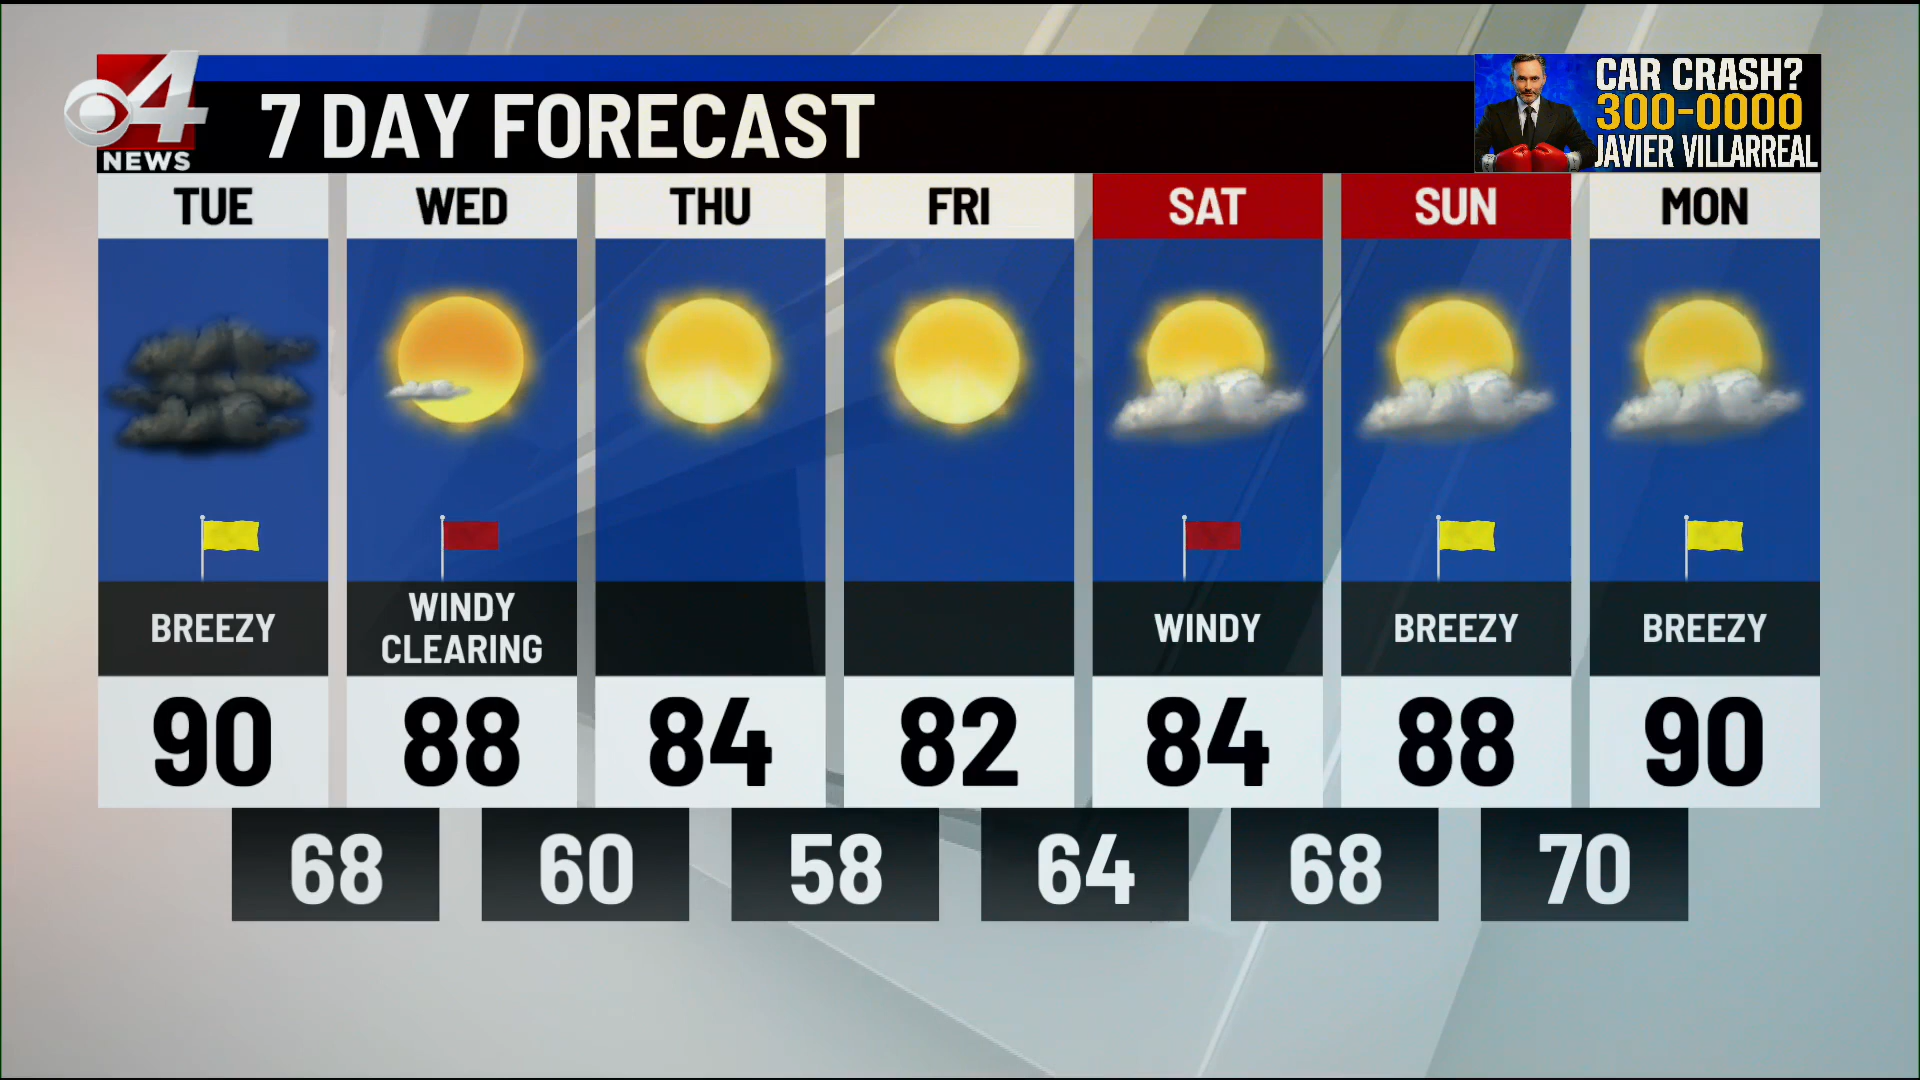 4
NEWS
7 DAY FORECAST
CAR CRASH?
300-0000
JAVIER VILLARREAL
TUE
WED
THU
FRI
SAT
SUN
MON
BREEZY
WINDY
CLEARING
WINDY
BREEZY
BREEZY
90
88
84
82
84
88
90
68
60
58
64
68
70